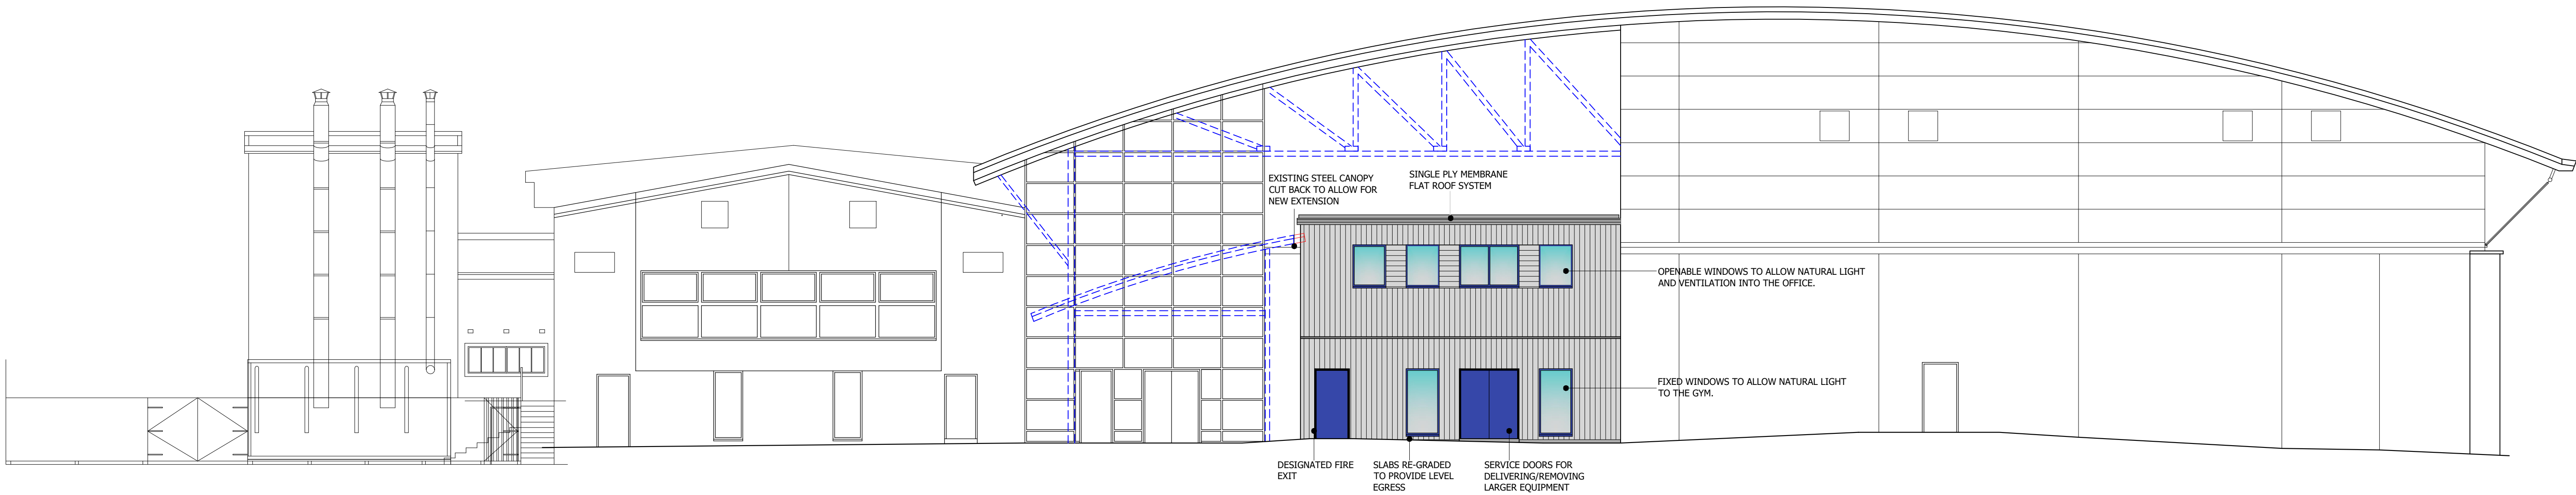 EXISTING STEEL CANOPY
CUT BACK TO ALLOW FOR
NEW EXTENSION
SINGLE PLY MEMBRANE
FLAT ROOF SYSTEM
OPENABLE WINDOWS TO ALLOW NATURAL LIGHT
AND VENTILATION INTO THE OFFICE.
FIXED WINDOWS TO ALLOW NATURAL LIGHT
TO THE GYM.
DESIGNATED FIRE
EXIT
SLABS RE-GRADED
TO PROVIDE LEVEL
EGRESS
SERVICE DOORS FOR
DELIVERING/REMOVING
LARGER EQUIPMENT